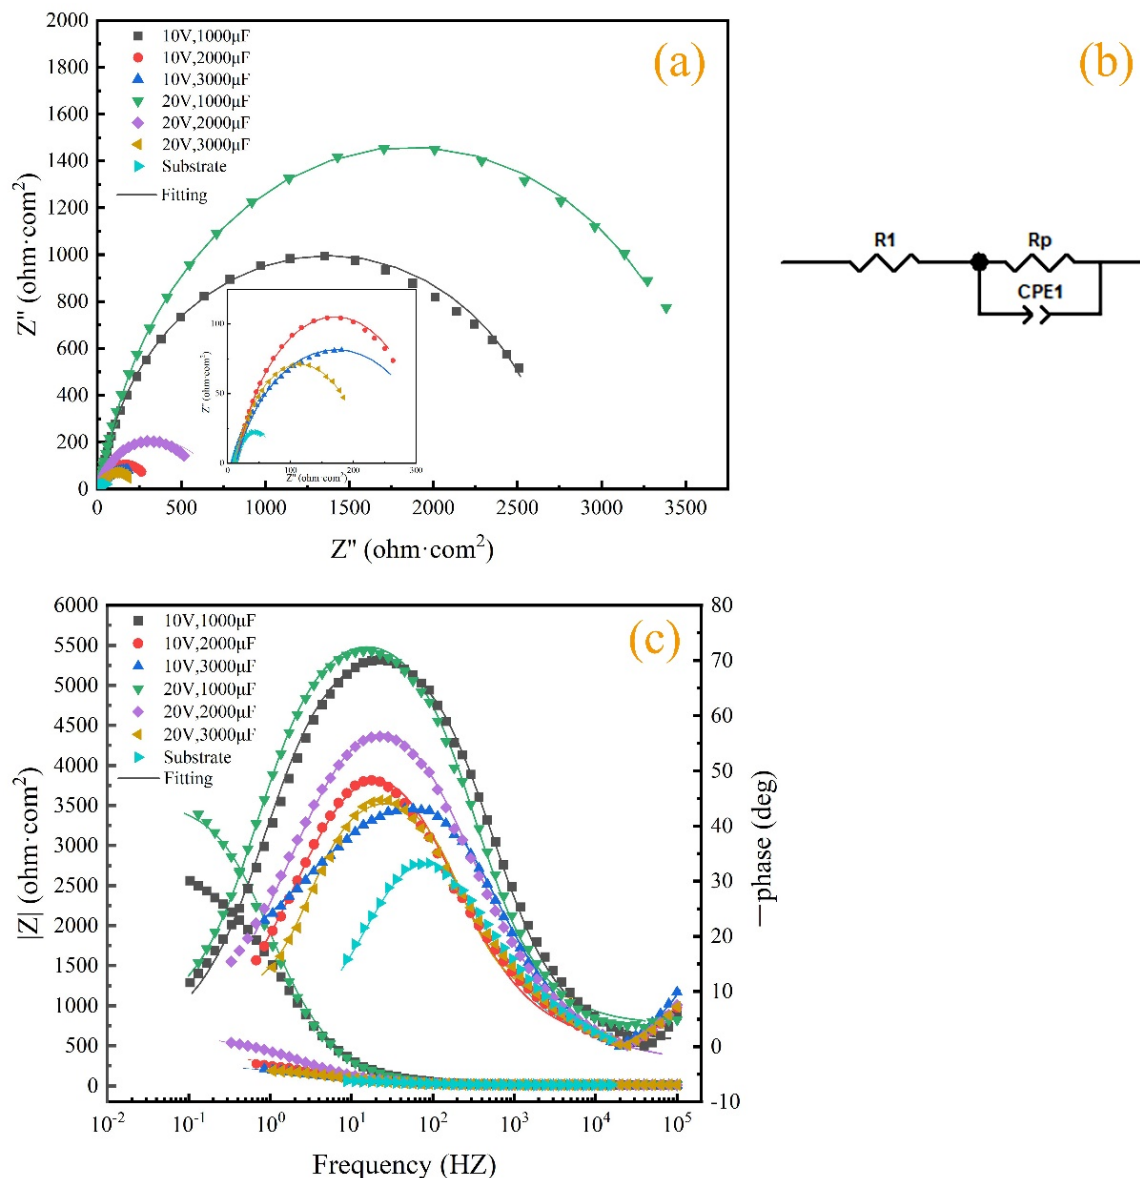 2000
1800
1600
1400
1200
1000
800
600
400
200
0
Z" (ohm·com²)
10V,1000μF
10V,2000μF
10V,3000μF
20V,1000μF
20V,2000μF
20V,3000μF
Substrate
Fitting
(a)
100
50
0
Z" (ohm·com²)
0 100 200 300
Z" (ohm·com²)
0 500 1000 1500 2000 2500 3000 3500
Z" (ohm·com²)
(b)
R1
Rp
CPE1
6000
5500
5000
4500
4000
3500
3000
2500
2000
1500
1000
500
0
|Z| (ohm·com²)
10V,1000μF
10V,2000μF
10V,3000μF
20V,1000μF
20V,2000μF
20V,3000μF
Substrate
Fitting
(c)
80
70
60
50
40
30
20
10
0
-10
—phase (deg)
10⁻² 10⁻¹ 10⁰ 10¹ 10² 10³ 10⁴ 10⁵
Frequency (HZ)